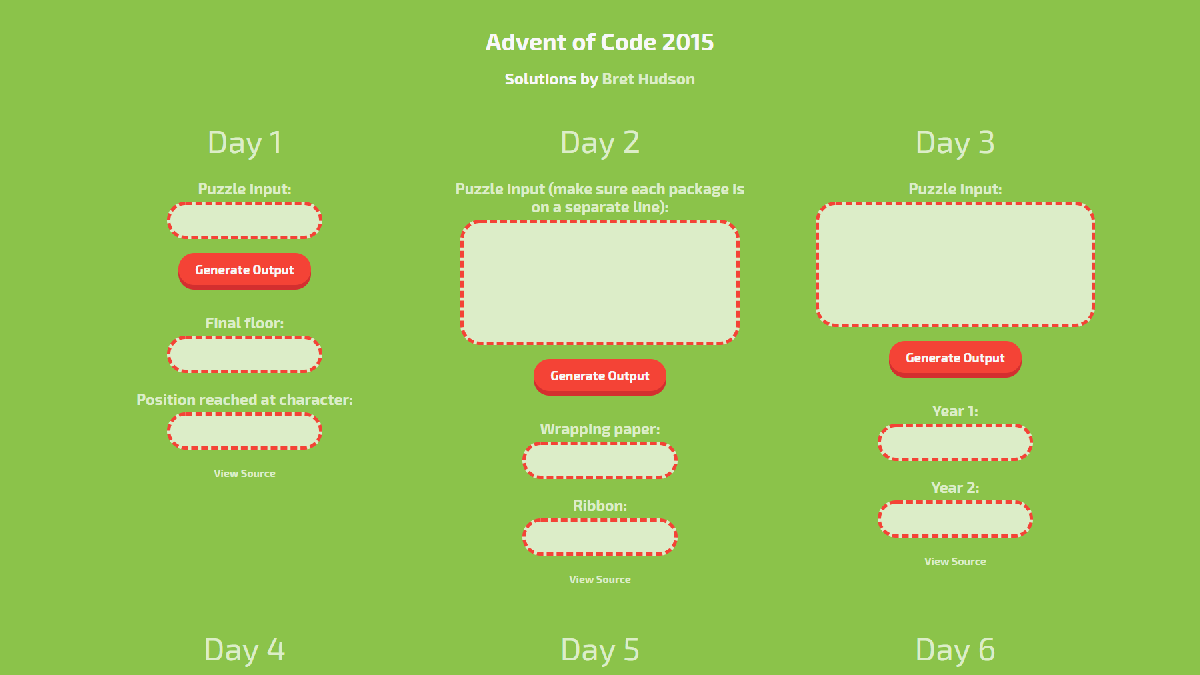 Advent of Code 2015
Solutions by Bret Hudson
Day 1
Puzzle Input:
Generate Output
Final floor:
Position reached at character:
View Source
Day 2
Puzzle Input (make sure each package is
on a separate line):
Generate Output
Wrapping paper:
Ribbon:
View Source
Day 3
Puzzle Input:
Generate Output
Year 1:
Year 2:
View Source
Day 4
Day 5
Day 6